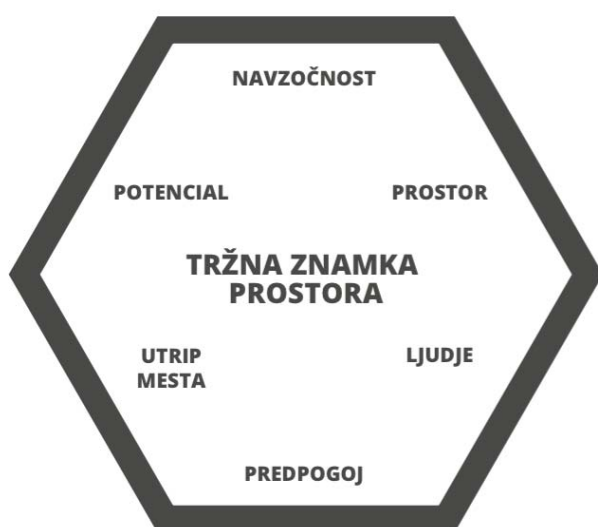 NAVZOČNOST
POTENCIAL
PROSTOR
TRŽNA ZNAMKA
PROSTORA
UTRIP
MESTA
LJUDJE
PREDPOGOJ